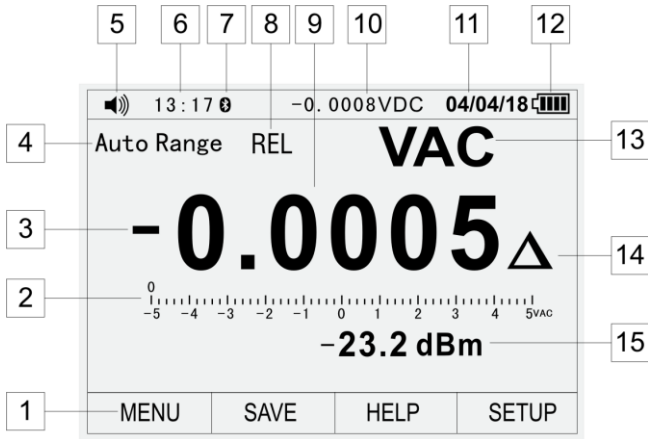 5 6 7 8 9 10 11 12
13:17 -0.0008VDC 04/04/18
4 Auto Range REL VAC 13
3 -0.0005 Δ 14
0
2 -5 -4 -3 -2 -1 0 1 2 3 4 5VAC
-23.2 dBm 15
1 MENU SAVE HELP SETUP